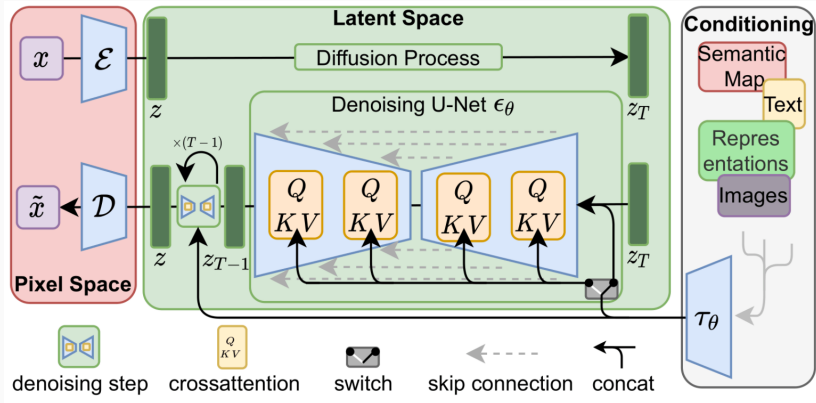 Latent Space
Conditioning
x
ℰ
z
Diffusion Process
z_T
Semantic
Map
Text
Repres
entations
Images
Denoising U-Net ϵ_θ
×(T−1)
x̃
𝒟
z
z_{T−1}
Q
KV
Q
KV
Q
KV
Q
KV
z_T
Pixel Space
τ_θ
Q
KV
denoising step
crossattention
switch
skip connection
concat